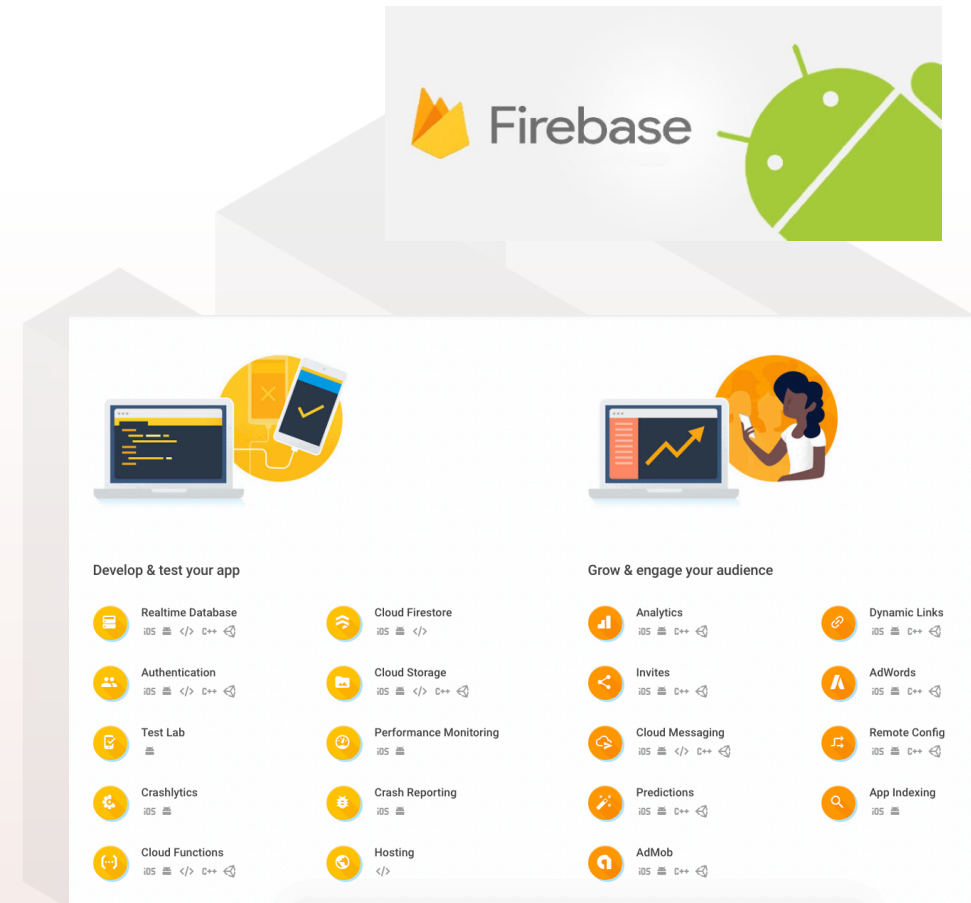 Firebase
Develop & test your app
Realtime Database
iOS </> C++
Authentication
iOS </> C++
Test Lab
Crashlytics
iOS
Cloud Functions
iOS </> C++
Cloud Firestore
iOS </>
Cloud Storage
iOS </> C++
Performance Monitoring
iOS
Crash Reporting
iOS
Hosting
</>
Grow & engage your audience
Analytics
iOS C++
Invites
iOS C++
Cloud Messaging
iOS </> C++
Predictions
iOS C++
AdMob
iOS C++
Dynamic Links
iOS C++
AdWords
iOS C++
Remote Config
iOS C++
App Indexing
iOS